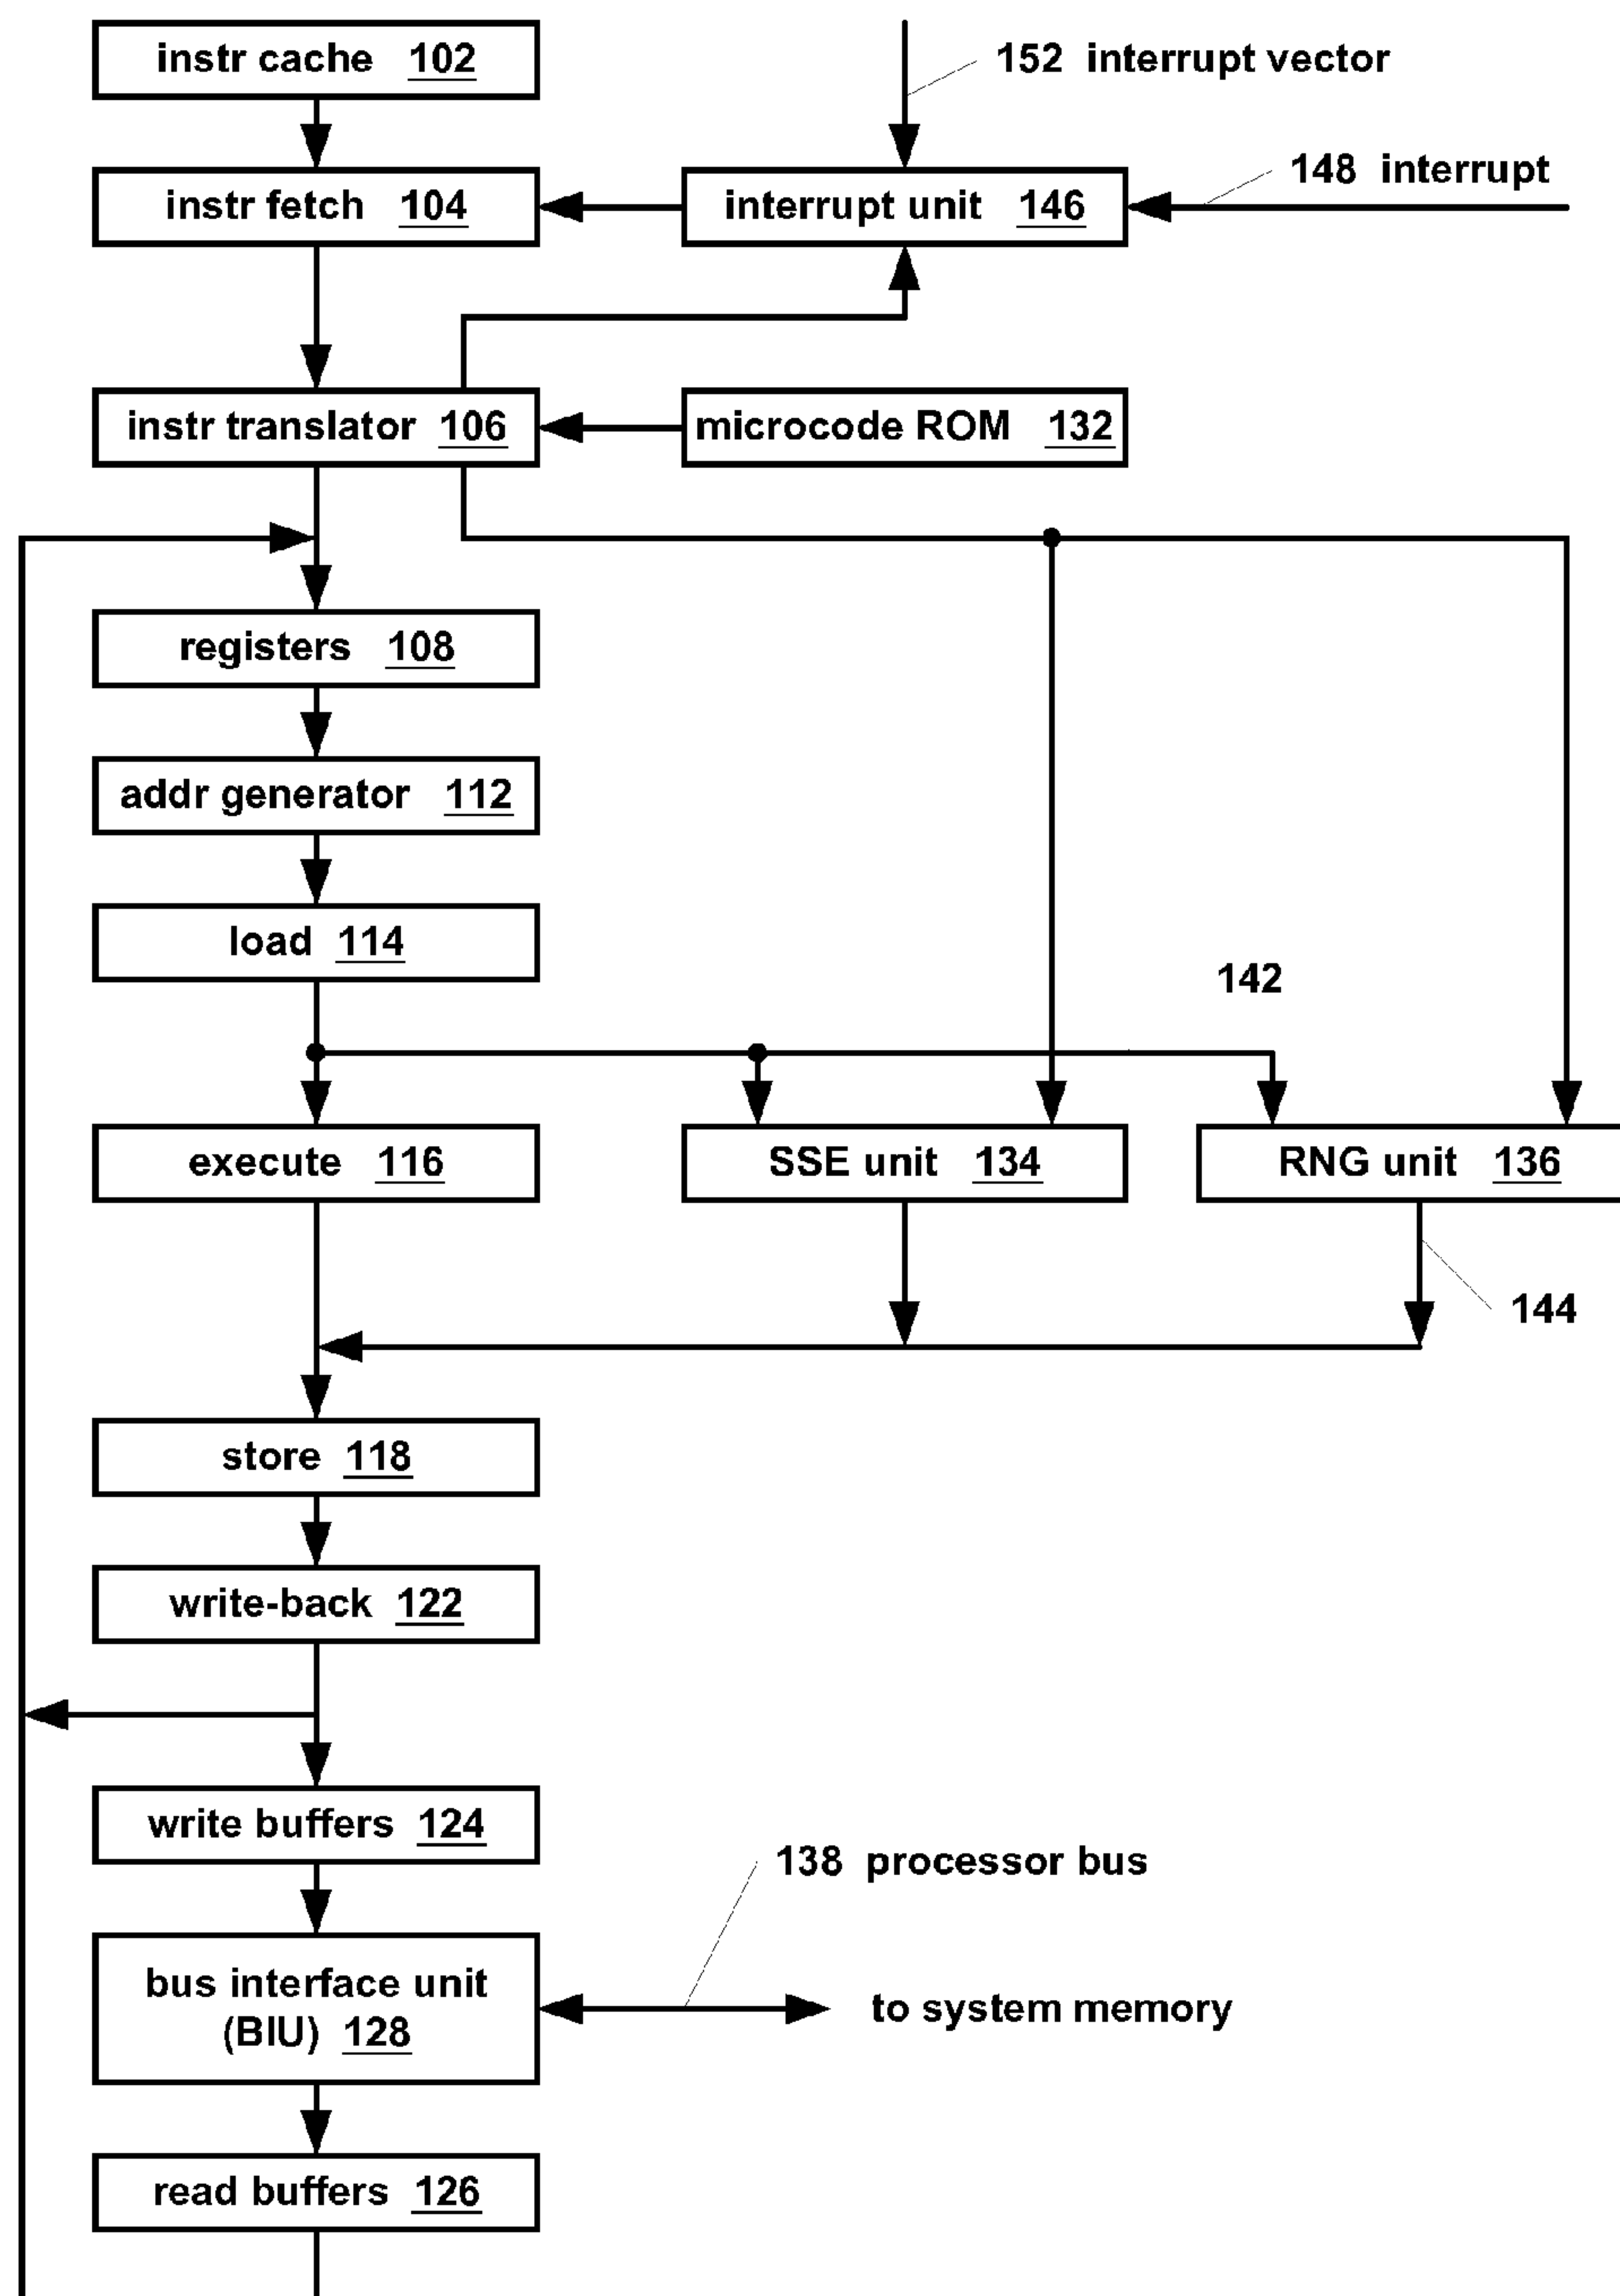 instr cache 102
152 interrupt vector
148 interrupt
instr fetch 104
interrupt unit 146
instr translator 106
microcode ROM 132
registers 108
addr generator 112
load 114
142
execute 116
SSE unit 134
RNG unit 136
144
store 118
write-back 122
write buffers 124
138 processor bus
bus interface unit
(BIU) 128
to system memory
read buffers 126